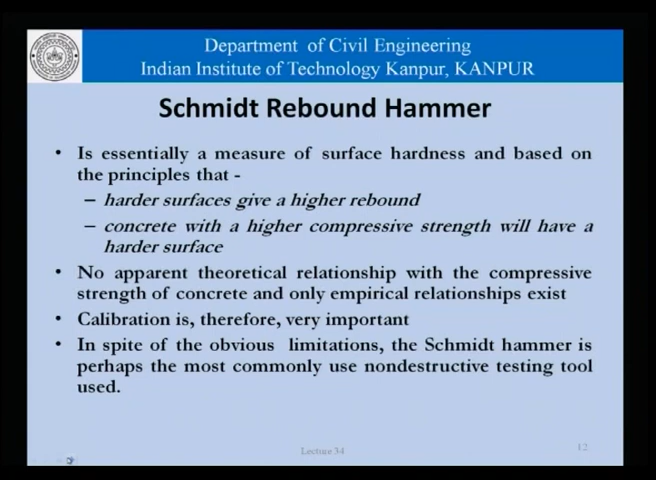 Department of Civil Engineering
Indian Institute of Technology Kanpur, KANPUR
Schmidt Rebound Hammer
• Is essentially a measure of surface hardness and based on
the principles that -
– harder surfaces give a higher rebound
– concrete with a higher compressive strength will have a
harder surface
• No apparent theoretical relationship with the compressive
strength of concrete and only empirical relationships exist
• Calibration is, therefore, very important
• In spite of the obvious limitations, the Schmidt hammer is
perhaps the most commonly use nondestructive testing tool
used.
Lecture 34
12